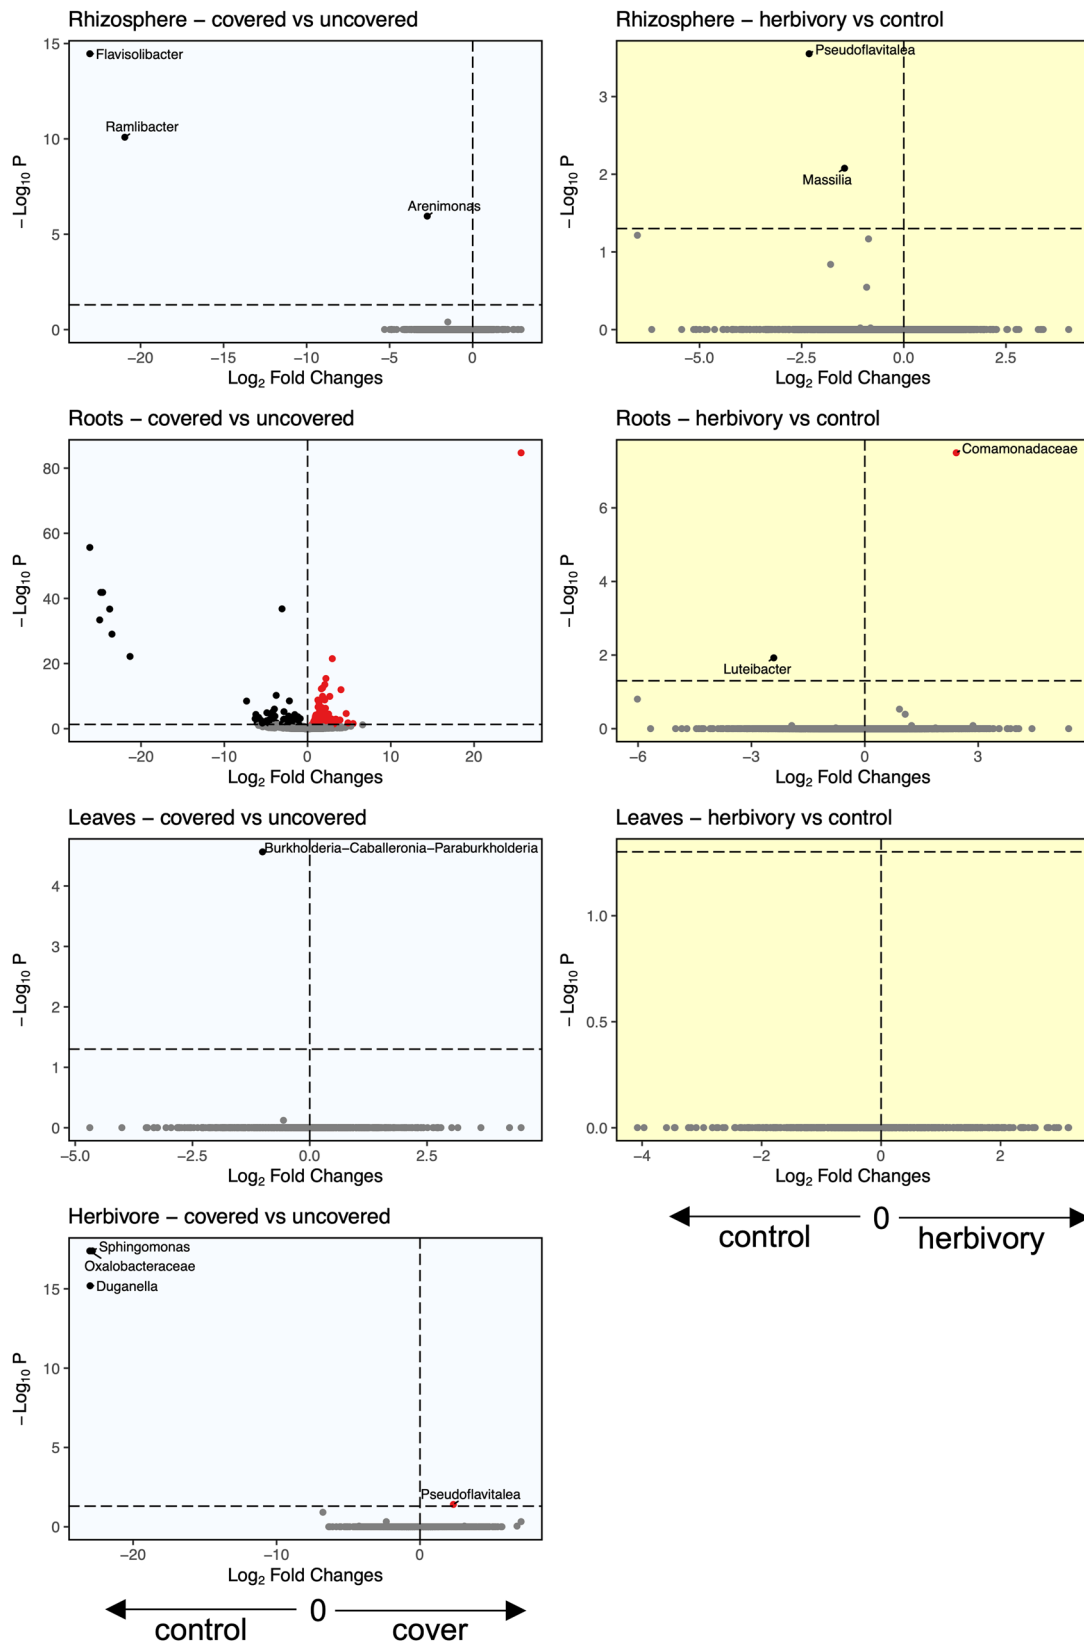 Rhizosphere – covered vs uncovered
15
10
5
0
−Log10 P
Flavisolibacter
Ramlibacter
Arenimonas
−20 −15 −10 −5 0
Log2 Fold Changes
Rhizosphere – herbivory vs control
3
2
1
0
−Log10 P
Pseudoflavitalea
Massilia
−5.0 −2.5 0.0 2.5
Log2 Fold Changes
Roots – covered vs uncovered
80
60
40
20
0
−Log10 P
−20 −10 0 10 20
Log2 Fold Changes
Roots – herbivory vs control
6
4
2
0
−Log10 P
Comamonadaceae
Luteibacter
−6 −3 0 3
Log2 Fold Changes
Leaves – covered vs uncovered
4
3
2
1
0
−Log10 P
Burkholderia−Caballeronia−Paraburkholderia
−5.0 −2.5 0.0 2.5
Log2 Fold Changes
Leaves – herbivory vs control
1.0
0.5
0.0
−Log10 P
−4 −2 0 2
Log2 Fold Changes
0
control herbivory
Herbivore – covered vs uncovered
15
10
5
0
−Log10 P
Sphingomonas
Oxalobacteraceae
Duganella
Pseudoflavitalea
−20 −10 0
Log2 Fold Changes
0
control cover